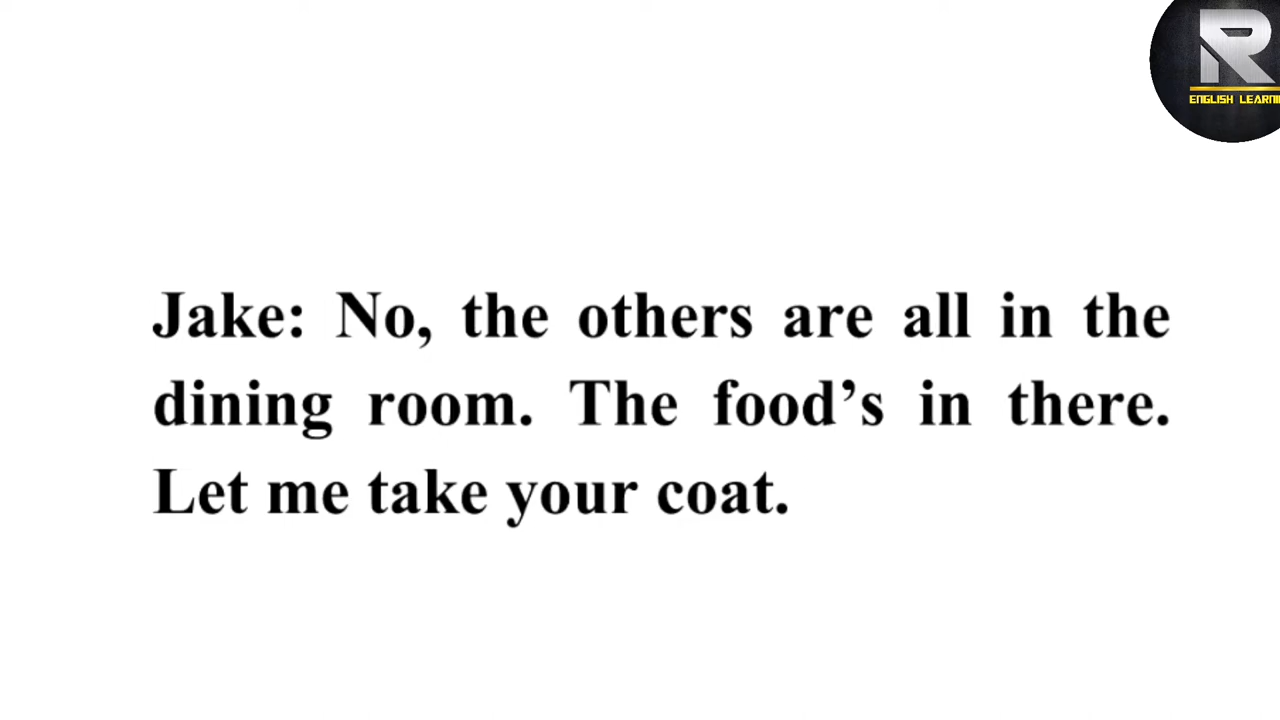 R
ENGLISH LEARNIN
Jake: No, the others are all in the
dining room. The food’s in there.
Let me take your coat.